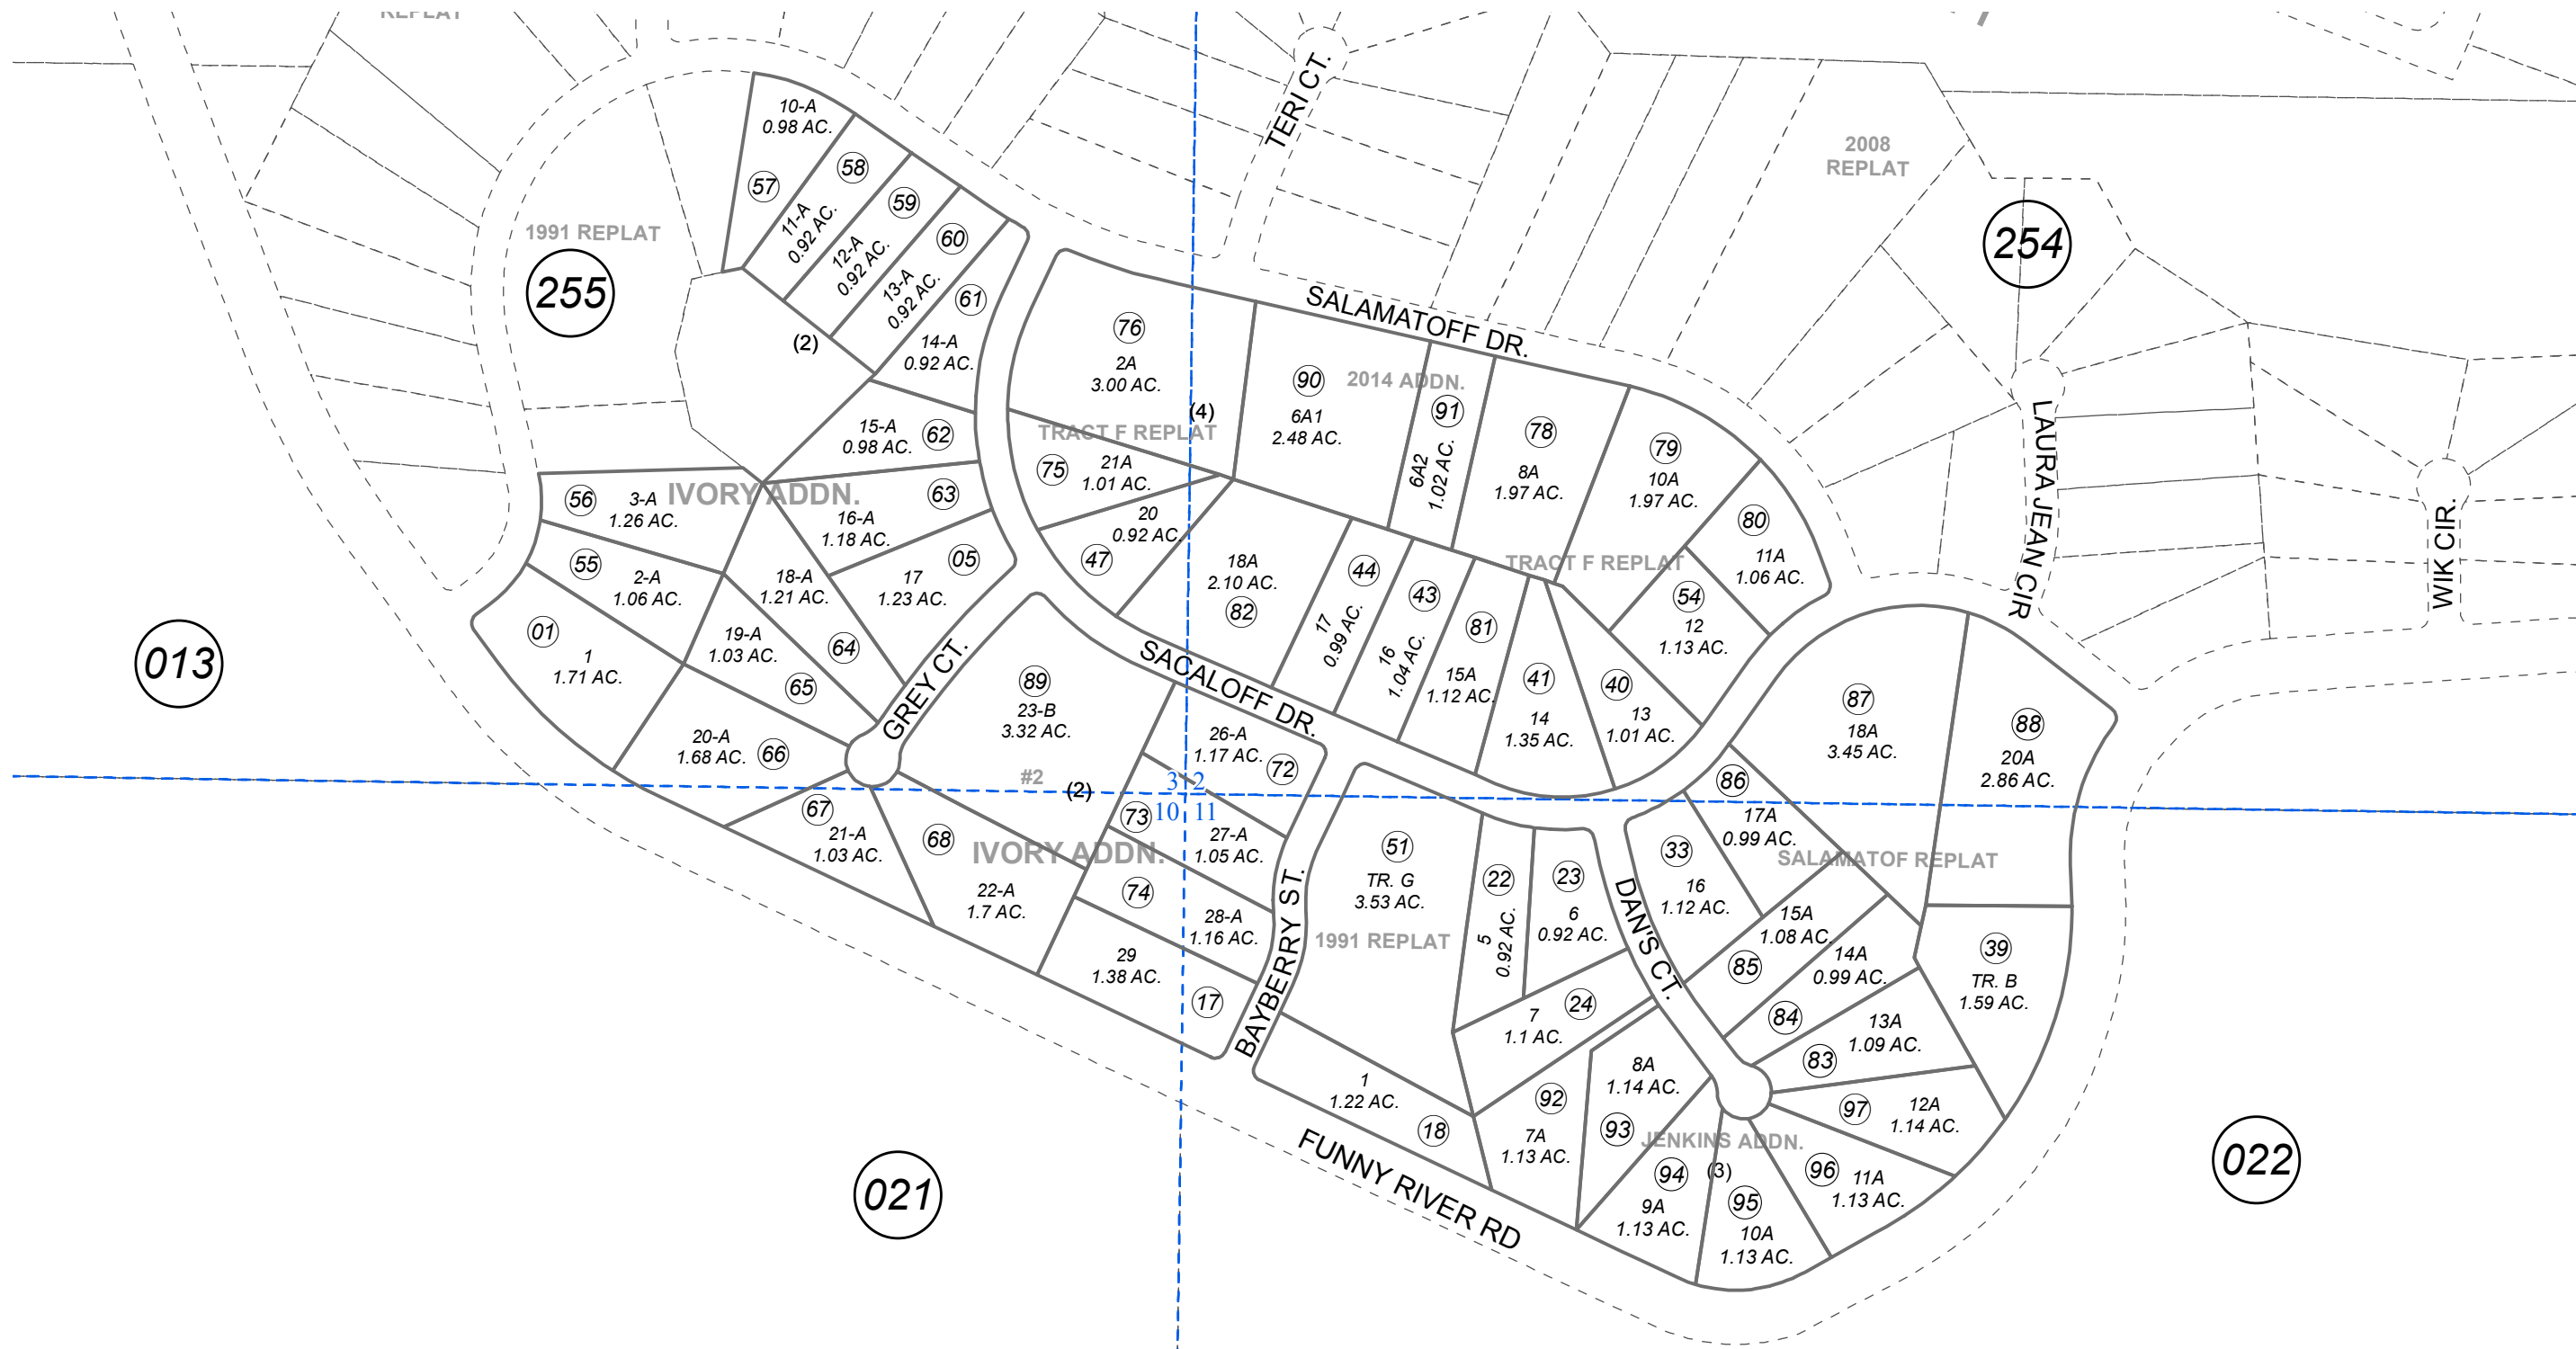 REPLAT
10-A
0.98 AC.
57
58
11-A
0.92 AC.
59
12-A
0.92 AC.
60
13-A
0.92 AC.
61
14-A
0.92 AC.
(2)
1991 REPLAT
255
TERI CT.
2008
REPLAT
254
SALAMATOFF DR.
76
2A
3.00 AC.
(4)
TRACT F REPLAT
90
6A1
2.48 AC.
2014 ADDN.
91
6A2
1.02 AC.
78
8A
1.97 AC.
79
10A
1.97 AC.
80
11A
1.06 AC.
TRACT F REPLAT
54
12
1.13 AC.
LAURA JEAN CIR
WIK CIR.
15-A
0.98 AC.
62
75
21A
1.01 AC.
20
0.92 AC.
47
56
3-A
1.26 AC.
IVORY ADDN.
63
16-A
1.18 AC.
05
17
1.23 AC.
55
2-A
1.06 AC.
18-A
1.21 AC.
64
01
1
1.71 AC.
19-A
1.03 AC.
65
20-A
1.68 AC.
66
GREY CT.
013
18A
2.10 AC.
82
44
17
0.99 AC.
43
16
1.04 AC.
81
15A
1.12 AC.
41
14
1.35 AC.
40
13
1.01 AC.
SACALOFF DR.
89
23-B
3.32 AC.
#2
(2)
26-A
1.17 AC.
72
3
2
10
11
87
18A
3.45 AC.
88
20A
2.86 AC.
86
17A
0.99 AC.
SALAMATOF REPLAT
67
21-A
1.03 AC.
68
22-A
1.7 AC.
IVORY ADDN.
73
27-A
1.05 AC.
74
28-A
1.16 AC.
29
1.38 AC.
17
BAYBERRY ST.
51
TR. G
3.53 AC.
1991 REPLAT
22
5
0.92 AC.
23
6
0.92 AC.
DAN'S CT.
33
16
1.12 AC.
15A
1.08 AC.
85
14A
0.99 AC.
84
39
TR. B
1.59 AC.
24
7
1.1 AC.
13A
1.09 AC.
83
1
1.22 AC.
18
92
7A
1.13 AC.
8A
1.14 AC.
93
JENKINS ADDN.
(3)
97
12A
1.14 AC.
94
9A
1.13 AC.
95
10A
1.13 AC.
96
11A
1.13 AC.
FUNNY RIVER RD
021
022